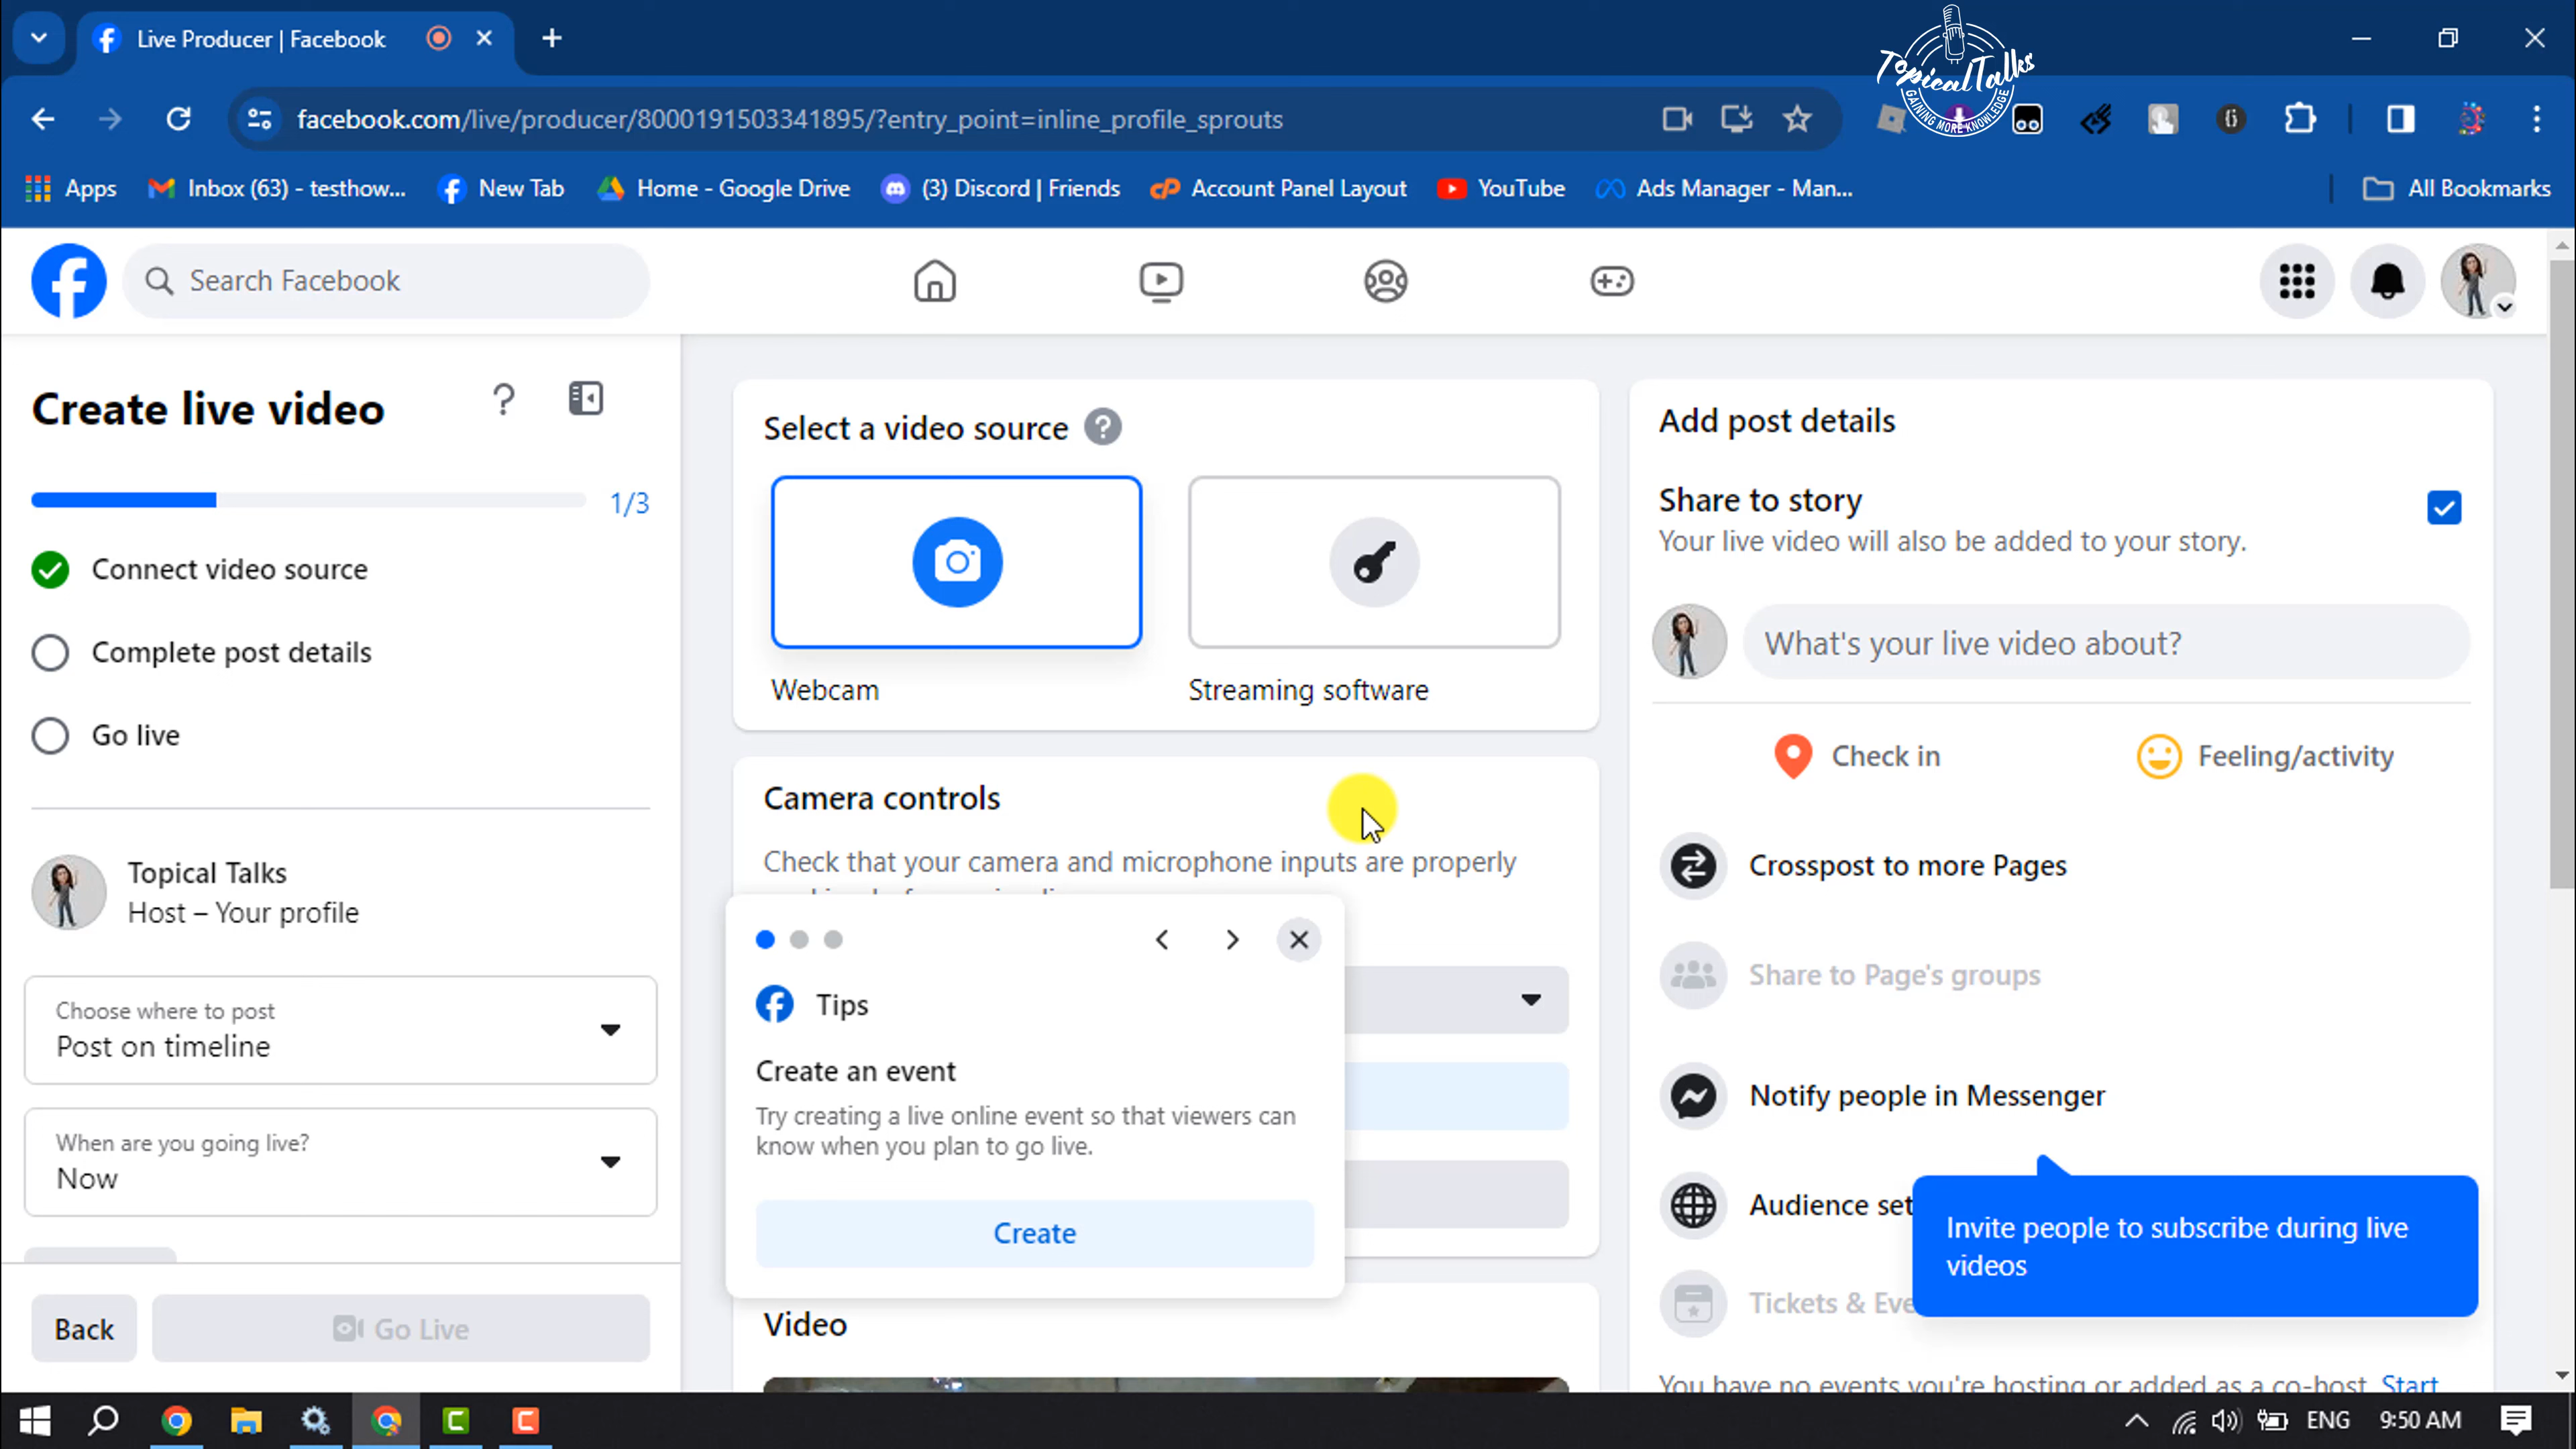 Live Producer | Facebook
TopicalTalks
GAINING MORE KNOWLEDGE
facebook.com/live/producer/8000191503341895/?entry_point=inline_profile_sprouts
Apps
Inbox (63) - testhow...
New Tab
Home - Google Drive
(3) Discord | Friends
Account Panel Layout
YouTube
Ads Manager - Man...
All Bookmarks
Search Facebook
Create live video
1/3
Connect video source
Complete post details
Go live
Topical Talks
Host – Your profile
Choose where to post
Post on timeline
When are you going live?
Now
Back
Go Live
Select a video source
Webcam
Streaming software
Camera controls
Check that your camera and microphone inputs are properly
Tips
Create an event
Try creating a live online event so that viewers can
know when you plan to go live.
Create
Video
Add post details
Share to story
Your live video will also be added to your story.
What's your live video about?
Check in
Feeling/activity
Crosspost to more Pages
Share to Page's groups
Notify people in Messenger
Audience set
Invite people to subscribe during live
videos
Tickets & Eve
You have no events you're hosting or added as a co-host. Start
ENG
9:50 AM